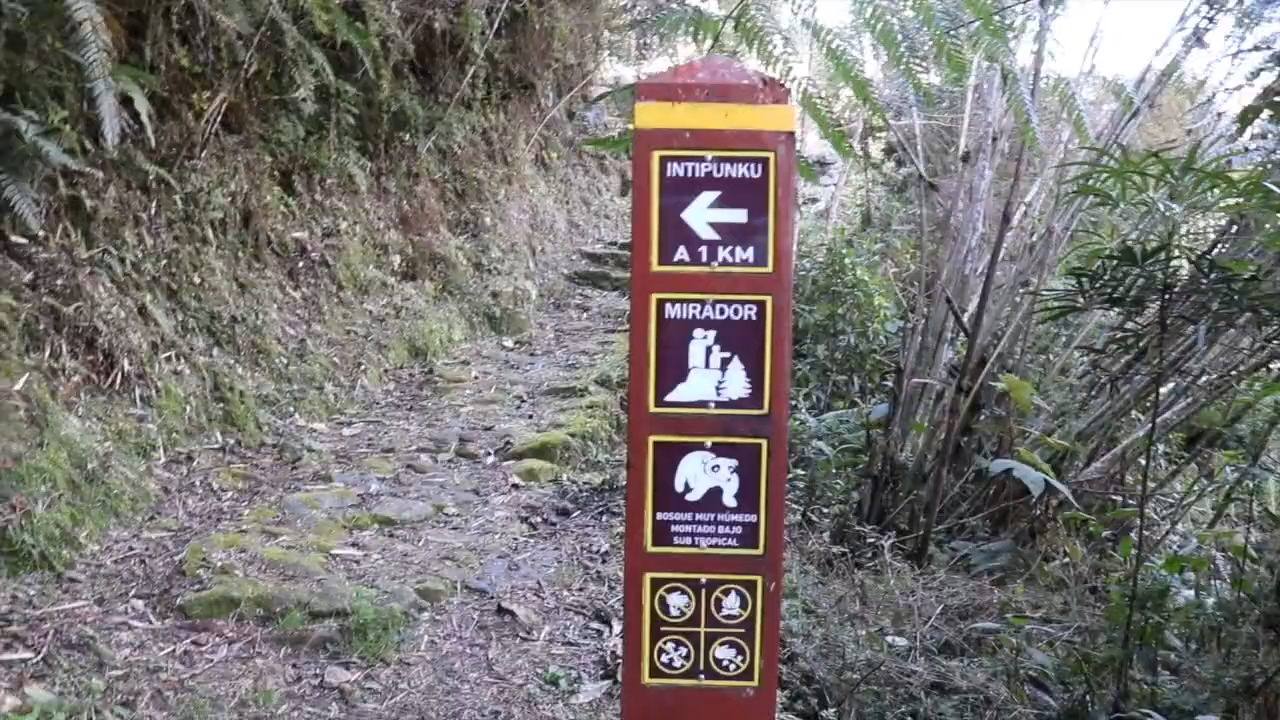 INTIPUNKU
A 1 KM
MIRADOR
BOSQUE MUY HÚMEDO
MONTADO BAJO
SUB TROPICAL